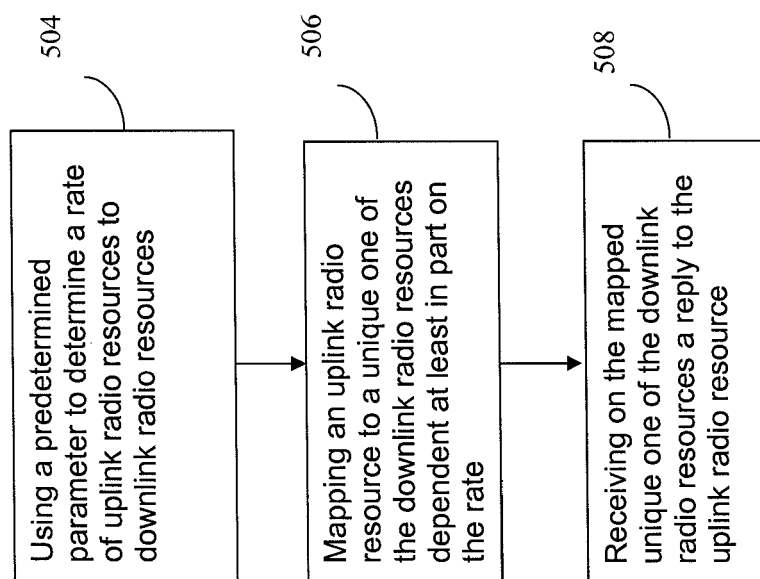 504
Using a predetermined
parameter to determine a rate
of uplink radio resources to
downlink radio resources
506
Mapping an uplink radio
resource to a unique one of
the downlink radio resources
dependent at least in part on
the rate
508
Receiving on the mapped
unique one of the downlink
radio resources a reply to the
uplink radio resource